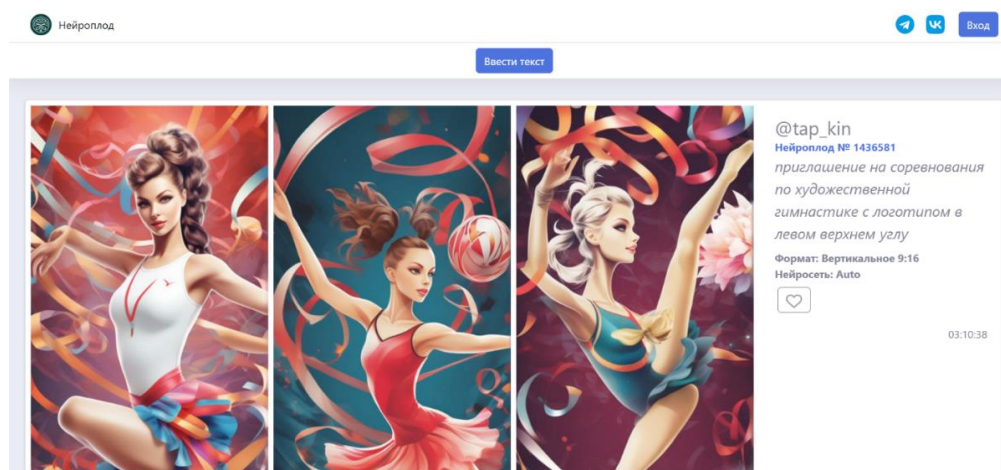 Нейроплод
Вход
Ввести текст
@tap_kin
Нейроплод № 1436581
приглашение на соревнования
по художественной
гимнастике с логотипом в
левом верхнем углу
Формат: Вертикальное 9:16
Нейросеть: Auto
03:10:38